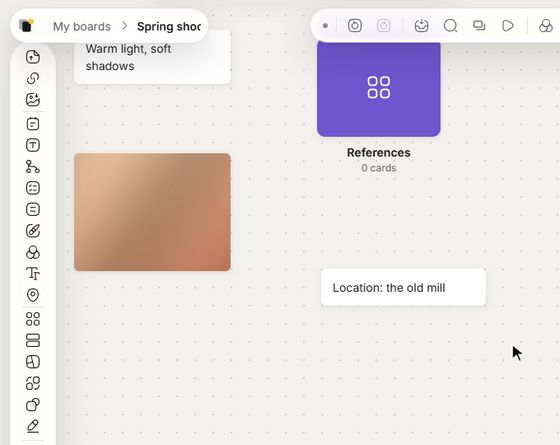 My boards
Spring shoo
Warm light, soft
shadows
References
0 cards
Location: the old mill